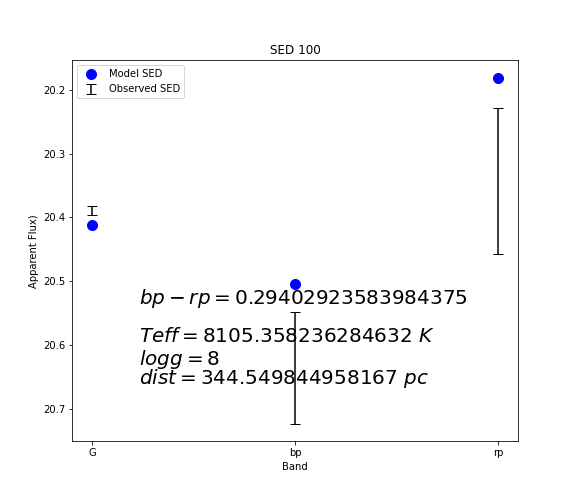 SED 100
Model SED
Observed SED
20.2
20.3
20.4
20.5
20.6
20.7
Apparent Flux)
bp − rp = 0.29402923583984375
Teff = 8105.358236284632 K
logg = 8
dist = 344.549844958167 pc
G
bp
rp
Band